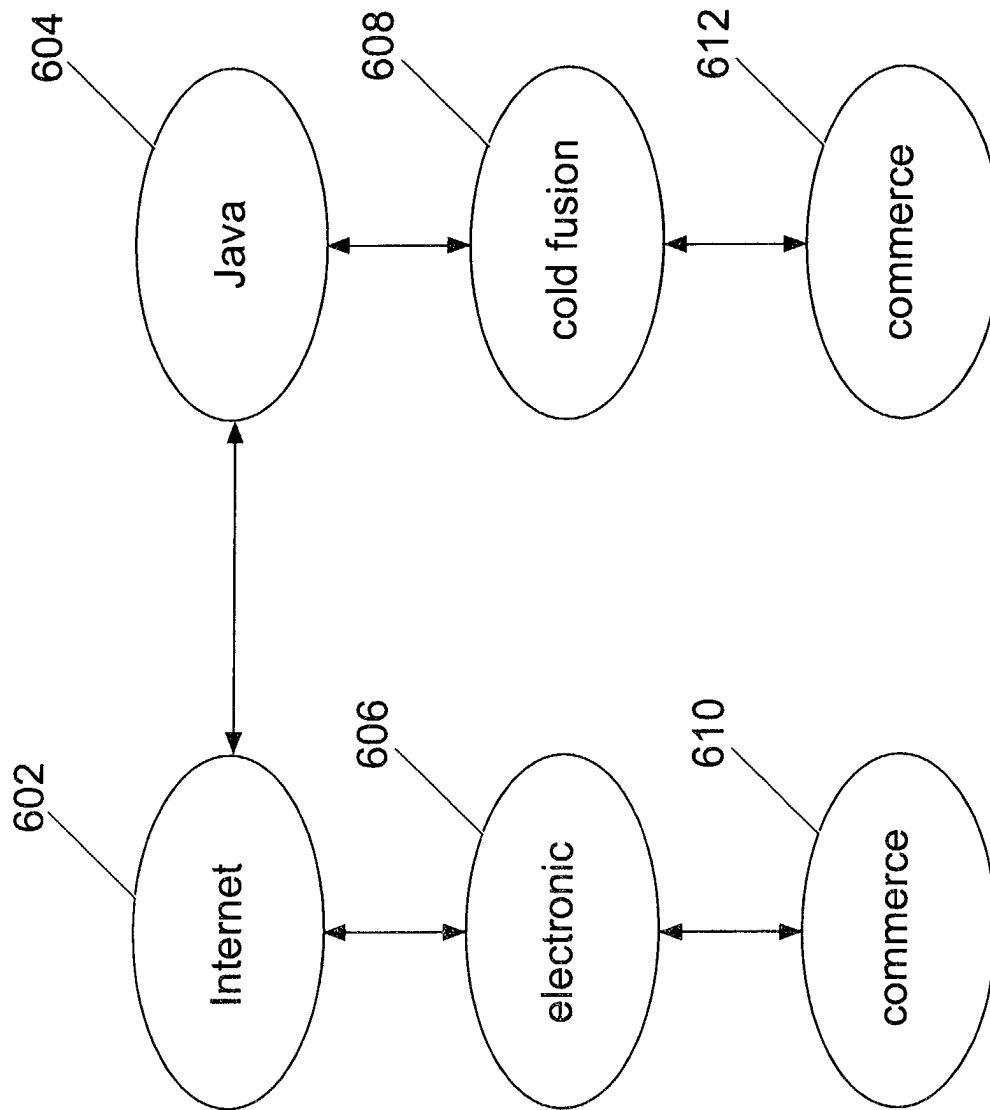 602
604
Internet
Java
606
608
electronic
cold fusion
610
612
commerce
commerce